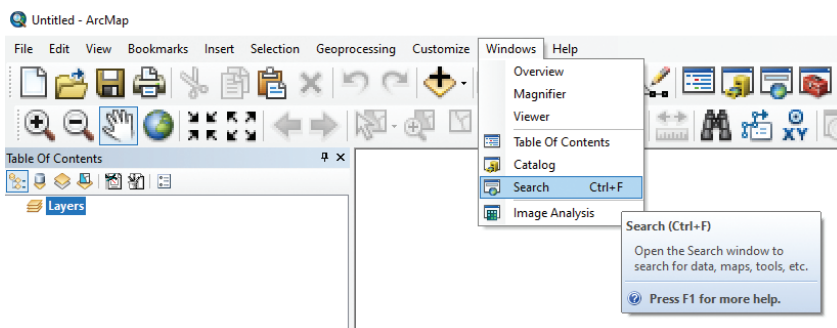 Untitled - ArcMap
File Edit View Bookmarks Insert Selection Geoprocessing Customize Windows Help
Overview
Magnifier
Viewer
Table Of Contents
Catalog
Search Ctrl+F
Image Analysis
XY
Table Of Contents
Layers
Search (Ctrl+F)
Open the Search window to
search for data, maps, tools, etc.
Press F1 for more help.